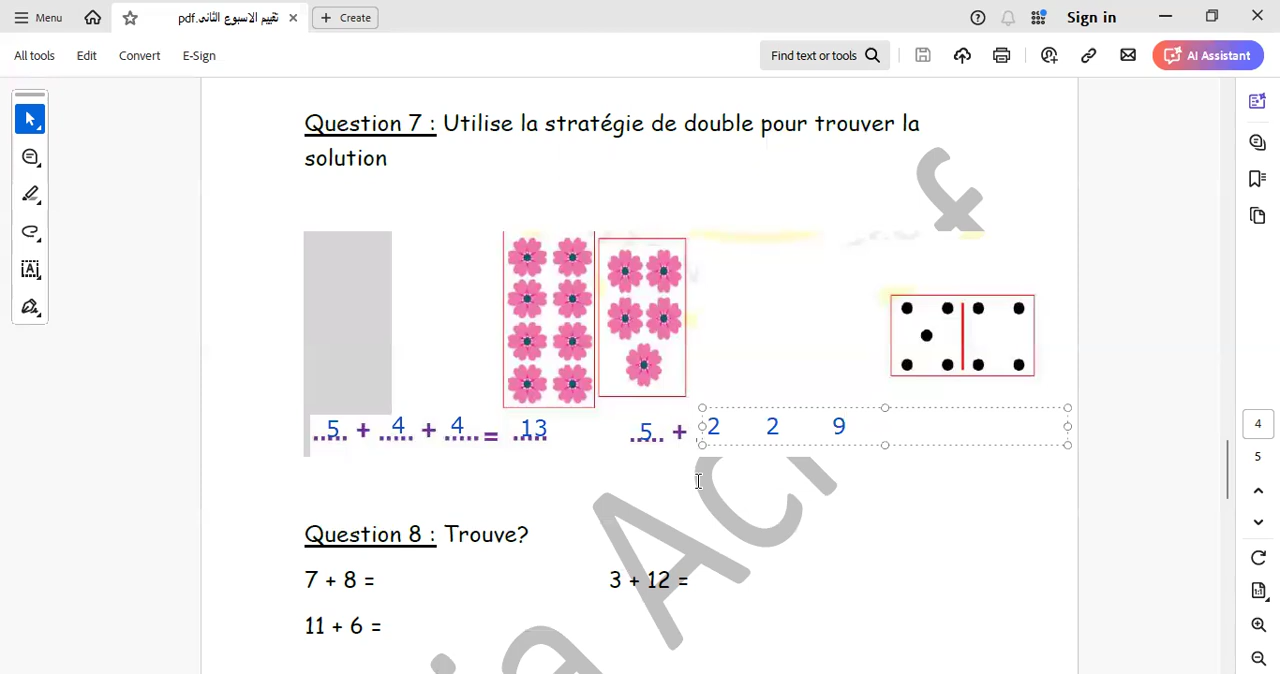 Menu
تقييم الاسبوع الثانى.pdf
Create
Sign in
All tools
Edit
Convert
E-Sign
Find text or tools
AI Assistant
Question 7 : Utilise la stratégie de double pour trouver la
solution
..5.. + ..4.. + ..4.. = ..13.. ..5.. + 2 2 9
Question 8 : Trouve?
7 + 8 = 3 + 12 =
11 + 6 =
4
5